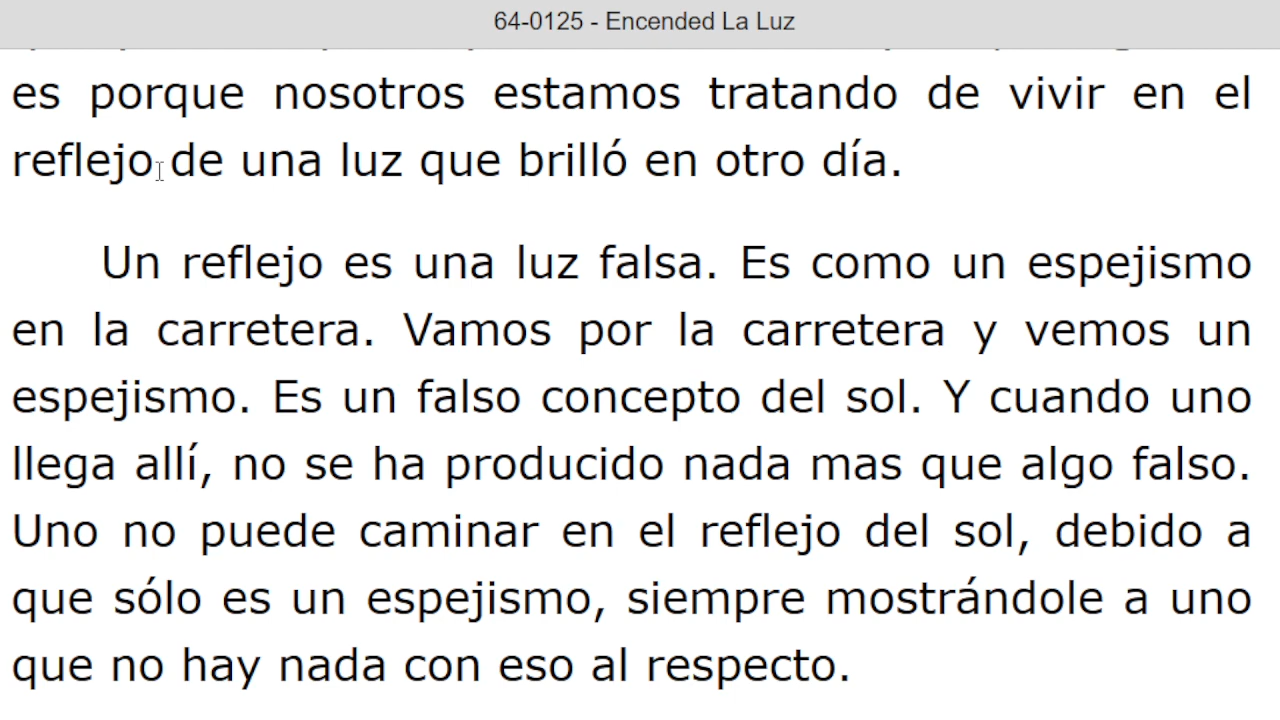 64-0125 - Encended La Luz
es porque nosotros estamos tratando de vivir en el
reflejo de una luz que brilló en otro día.
Un reflejo es una luz falsa. Es como un espejismo
en la carretera. Vamos por la carretera y vemos un
espejismo. Es un falso concepto del sol. Y cuando uno
llega allí, no se ha producido nada mas que algo falso.
Uno no puede caminar en el reflejo del sol, debido a
que sólo es un espejismo, siempre mostrándole a uno
que no hay nada con eso al respecto.